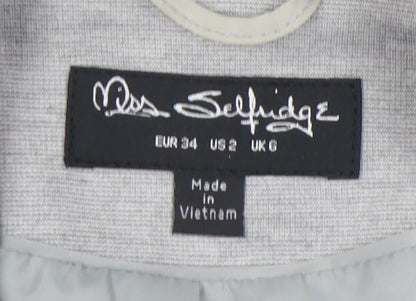 Miss Selfridge
EUR 34 US 2 UK 6
Made
in
Vietnam